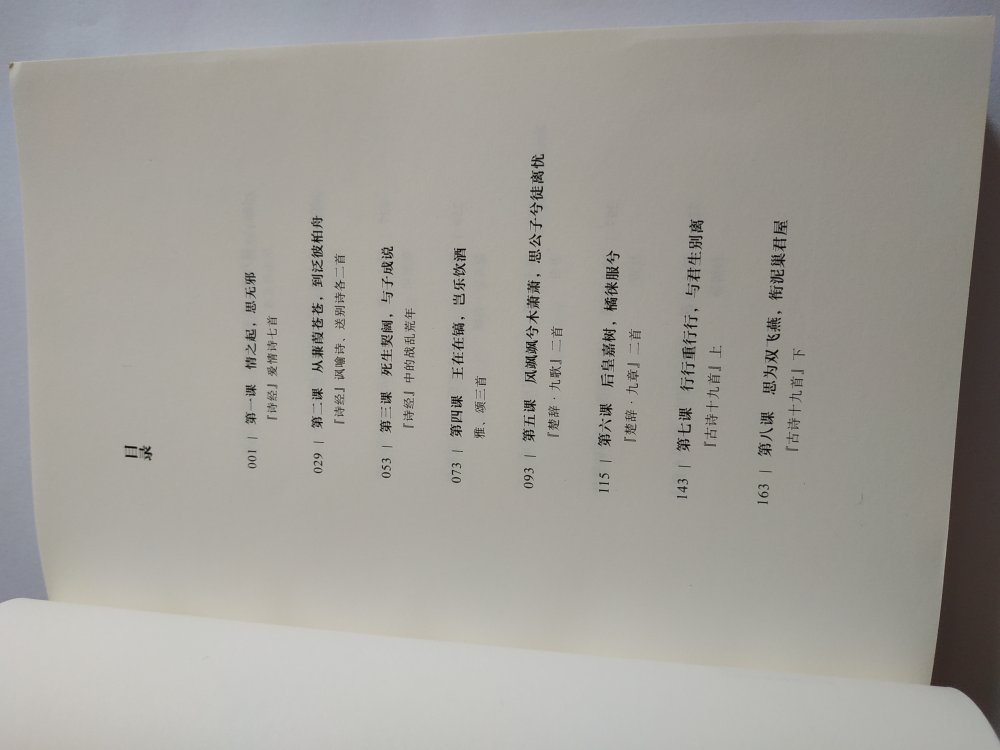 目录
001 | 第一课 情之起，思无邪
『诗经』爱情诗七首
029 | 第二课 从蒹葭苍苍，到泛彼柏舟
『诗经』讽喻诗、送别诗各二首
053 | 第三课 死生契阔，与子成说
『诗经』中的战乱荒年
073 | 第四课 王在在镐，岂乐饮酒
雅、颂三首
093 | 第五课 风飒飒兮木萧萧，思公子兮徒离忧
『楚辞·九歌』二首
115 | 第六课 后皇嘉树，橘徕服兮
『楚辞·九章』二首
143 | 第七课 行行重行行，与君生别离
『古诗十九首』上
163 | 第八课 思为双飞燕，衔泥巢君屋
『古诗十九首』下